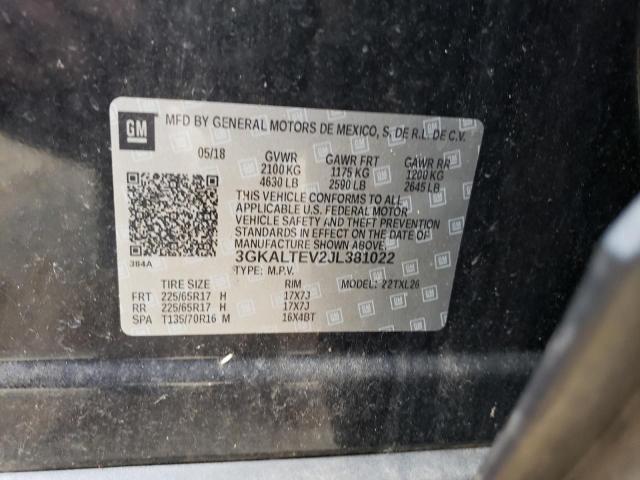 GM
MFD BY GENERAL MOTORS DE MEXICO, S. DE R.L. DE C.V.
05/18 GVWR GAWR FRT GAWR RR
2100 KG 1175 KG 1200 KG
4630 LB 2590 LB 2645 LB
THIS VEHICLE CONFORMS TO ALL
APPLICABLE U.S. FEDERAL MOTOR
VEHICLE SAFETY AND THEFT
PREVENTION STANDARDS IN
EFFECT ON THE DATE OF
MANUFACTURE SHOWN ABOVE.
3GKALTEV2JL381022
384A
TYPE: M.P.V.
TIRE SIZE RIM MODEL: 72TXL26
FRT 225/65R17 H 17X7J
RR 225/65R17 H 17X7J
SPA T135/70R16 M 16X4BT